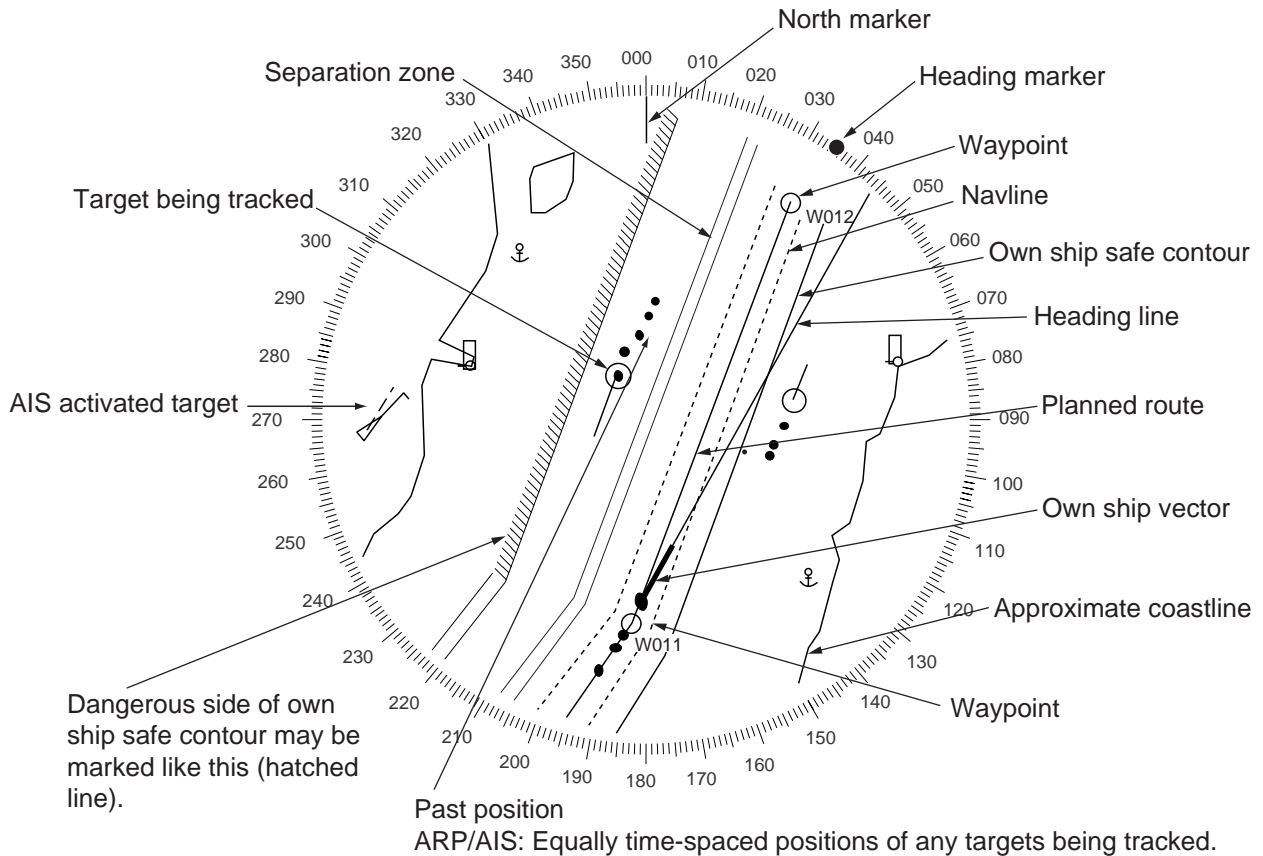 North marker
Separation zone
Heading marker
Waypoint
Target being tracked
Navline
Own ship safe contour
Heading line
AIS activated target
Planned route
Own ship vector
Approximate coastline
Waypoint
Dangerous side of own
ship safe contour may be
marked like this (hatched
line).
Past position
ARP/AIS: Equally time-spaced positions of any targets being tracked.
W012
W011
000
010
020
030
040
050
060
070
080
090
100
110
120
130
140
150
160
170
180
190
200
210
220
230
240
250
260
270
280
290
300
310
320
330
340
350